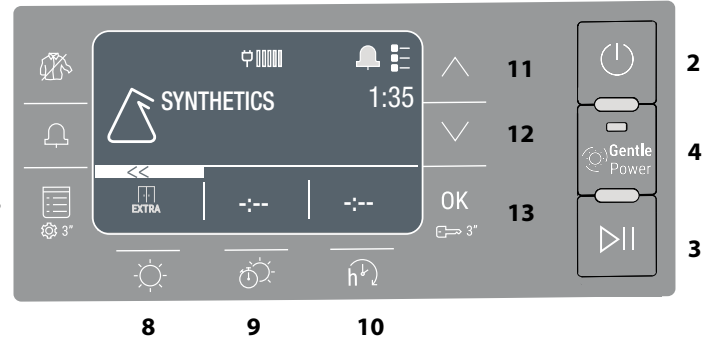 11
2
SYNTHETICS
1:35
12
Gentle
Power
4
<<
EXTRA
-:--
-:--
OK
13
3"
3"
3
h
8
9
10